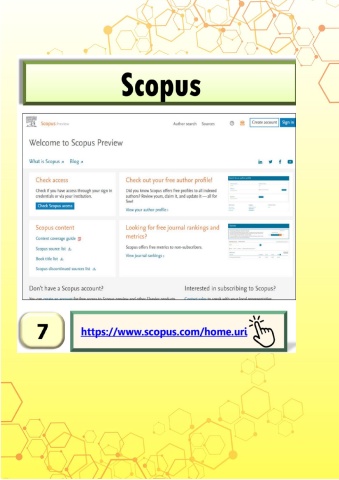 Scopus
Scopus Preview
Author search Sources
Create account Sign in
Welcome to Scopus Preview
What is Scopus Blog
Check access
Check if you have access through your sign in
credentials or via your institution.
Check Scopus access
Check out your free author profile!
Did you know Scopus offers free profiles to all indexed
authors? Review yours, claim it, and update it — all for
free!
View your author profile
Scopus content
Content coverage guide
Scopus source list
Book title list
Scopus discontinued sources list
Looking for free journal rankings and
metrics?
Scopus offers free metrics to non-subscribers.
View journal rankings
Don't have a Scopus account?
Interested in subscribing to Scopus?
7
https://www.scopus.com/home.uri